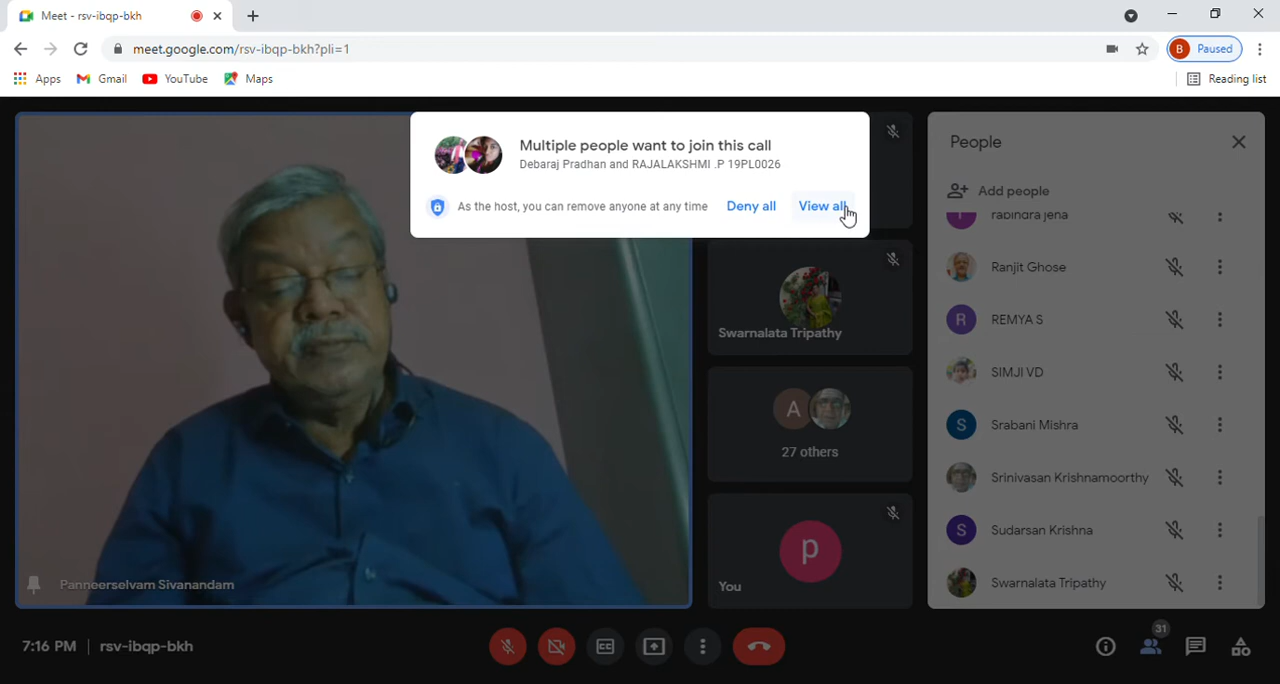 Meet - rsv-ibqp-bkh
meet.google.com/rsv-ibqp-bkh?pli=1
B Paused
Apps Gmail YouTube Maps
Reading list
Multiple people want to join this call
Debaraj Pradhan and RAJALAKSHMI .P 19PL0026
As the host, you can remove anyone at any time
Deny all View all
Panneerselvam Sivanandam
Swarnalata Tripathy
A
27 others
p
You
People
Add people
rabindra jena
Ranjit Ghose
R REMYA S
SIMJI VD
S Srabani Mishra
Srinivasan Krishnamoorthy
S Sudarsan Krishna
Swarnalata Tripathy
7:16 PM | rsv-ibqp-bkh
CC
31